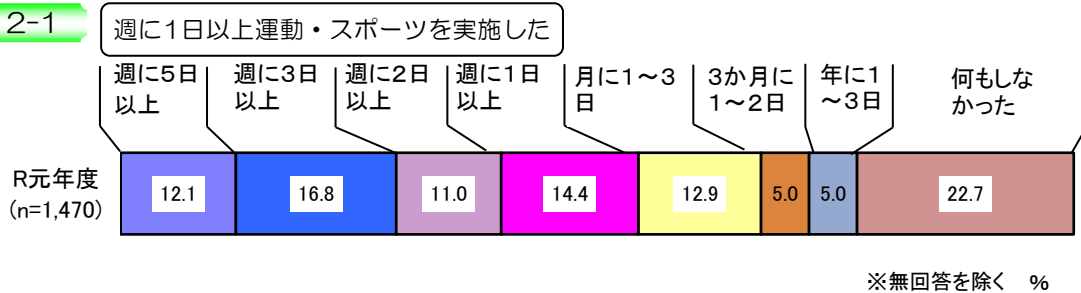 2-1
週に1日以上運動・スポーツを実施した
週に5日
以上
週に3日
以上
週に2日
以上
週に1日
以上
月に1～3
日
3か月に
1～2日
年に1
～3日
何もしな
かった
R元年度
(n=1,470)
12.1
16.8
11.0
14.4
12.9
5.0
5.0
22.7
※無回答を除く　%